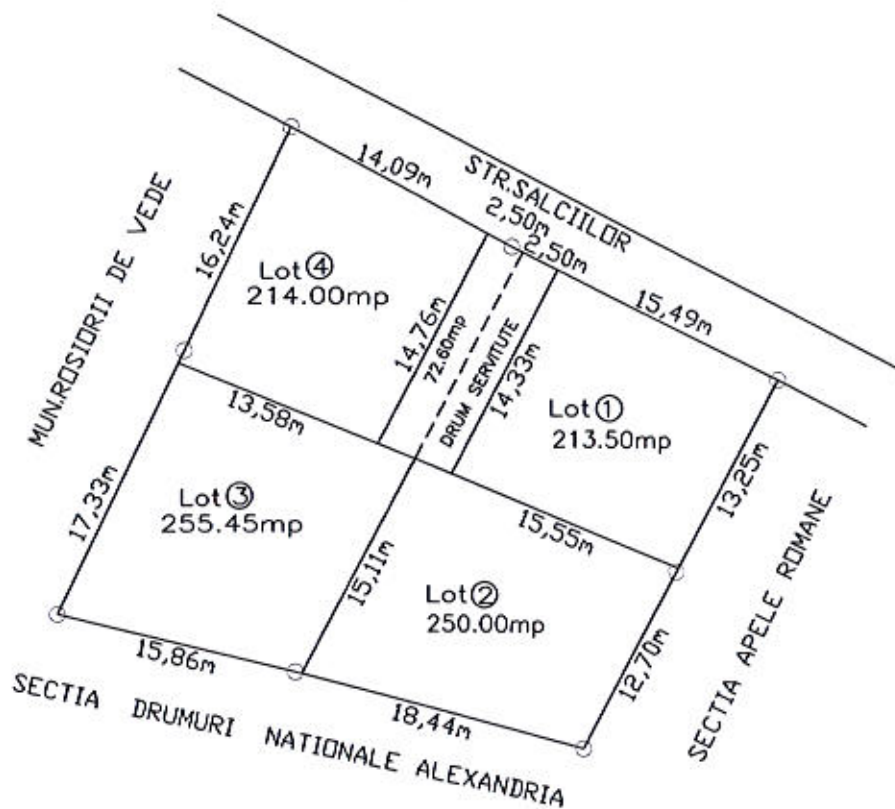 STR.SALCIILOR
14,09m
2,50m
2,50m
15,49m
MUN.ROSIORII DE VEDE
16,24m
Lot 4
214.00mp
14,76m
72.60mp
DRUM SERVITUTE
14,33m
Lot 1
213.50mp
13,25m
13,58m
15,55m
17,33m
Lot 3
255.45mp
15,11m
Lot 2
250.00mp
12,70m
SECTIA APELE ROMANE
15,86m
18,44m
SECTIA DRUMURI NATIONALE ALEXANDRIA